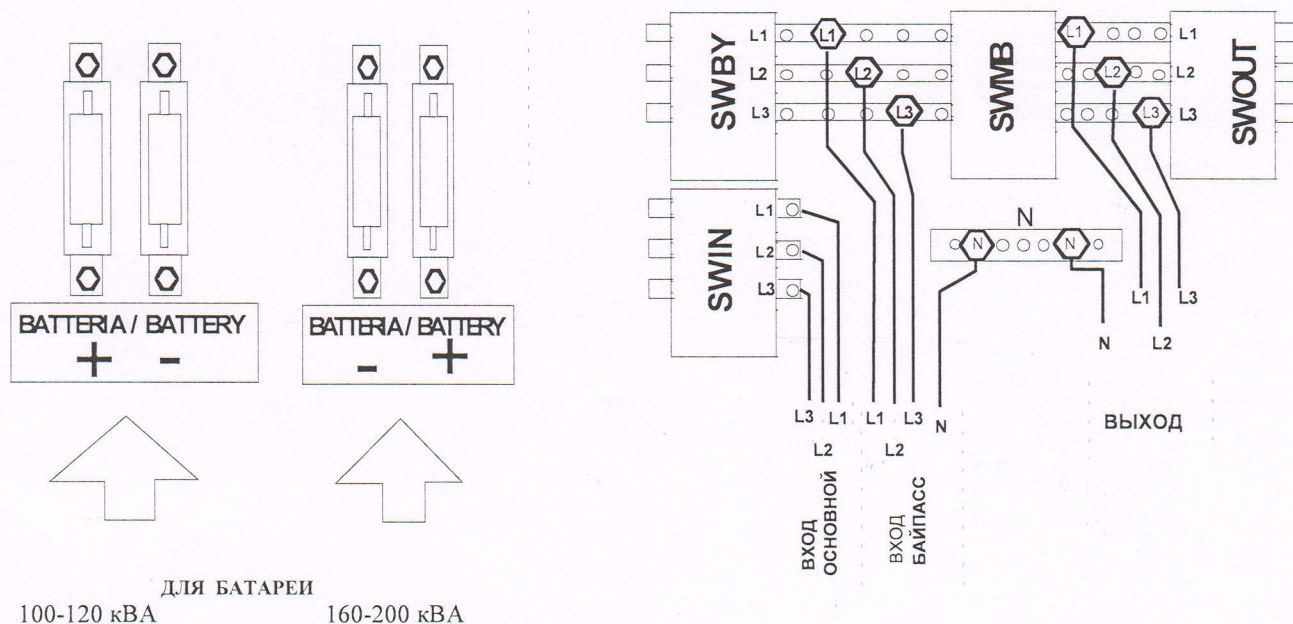 BATTERIA / BATTERY
+ -
BATTERIA / BATTERY
- +
ДЛЯ БАТАРЕИ
100-120 кВА
160-200 кВА
SWBY
L1
L2
L3
L1
L2
L3
SWMB
L1
L2
L3
L1
L2
L3
SWOUT
SWIN
L1
L2
L3
N
N
N
L1
L3
N
L2
L3
L1
L1
L3
N
L2
L2
ВХОД
ОСНОВНОЙ
ВХОД
БАЙПАСС
ВЫХОД